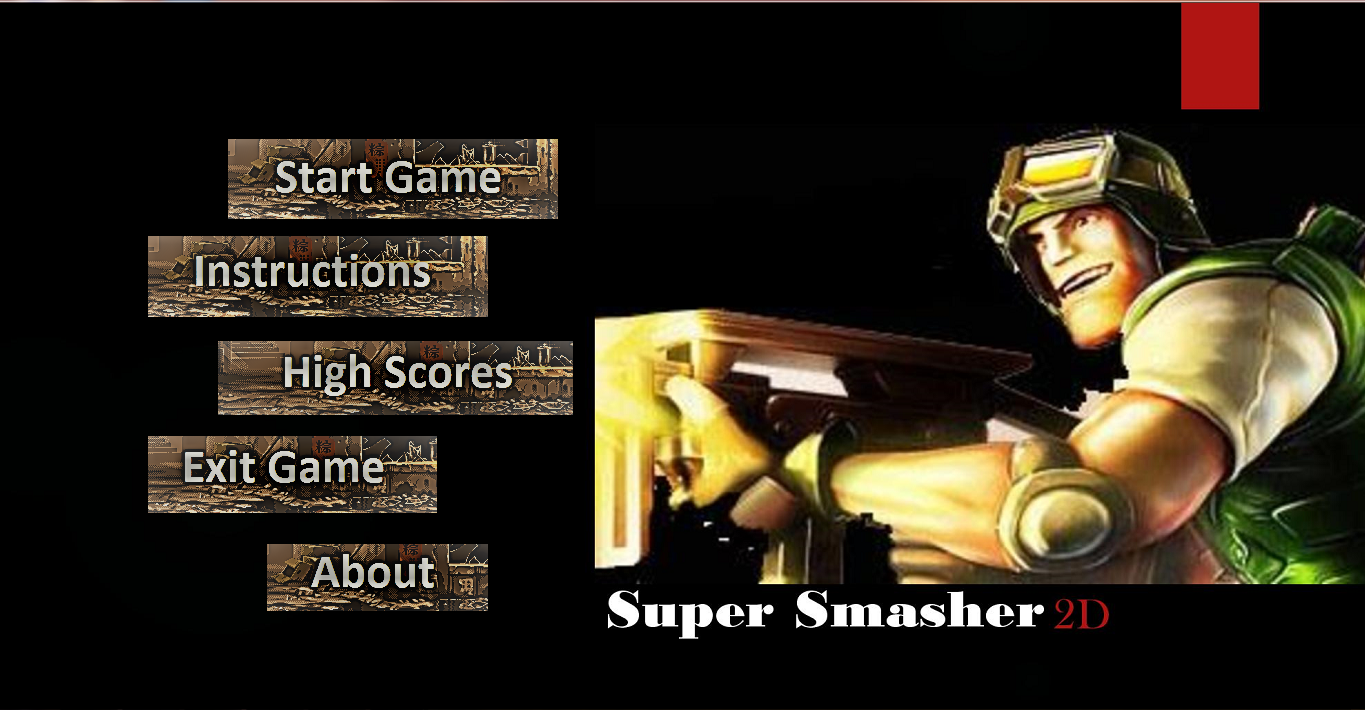 Start Game
Instructions
High Scores
Exit Game
About
Super Smasher 2D